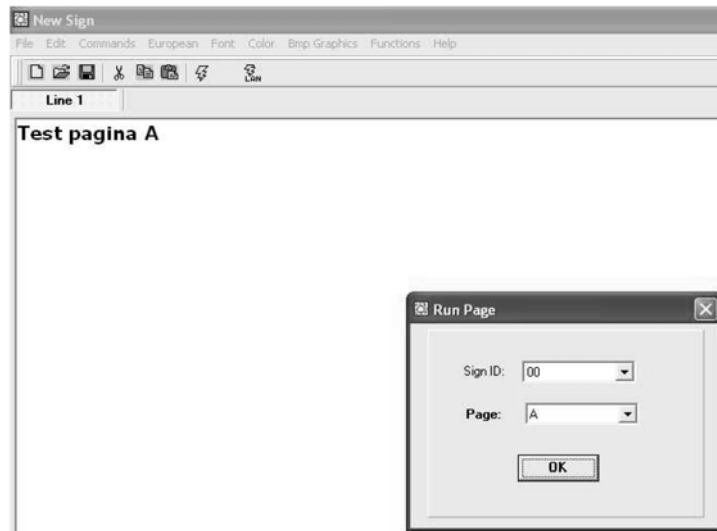 New Sign
File Edit Commands European Font Color Bmp Graphics Functions Help
LAN
Line 1
Test pagina A
Run Page
Sign ID: 00
Page: A
OK